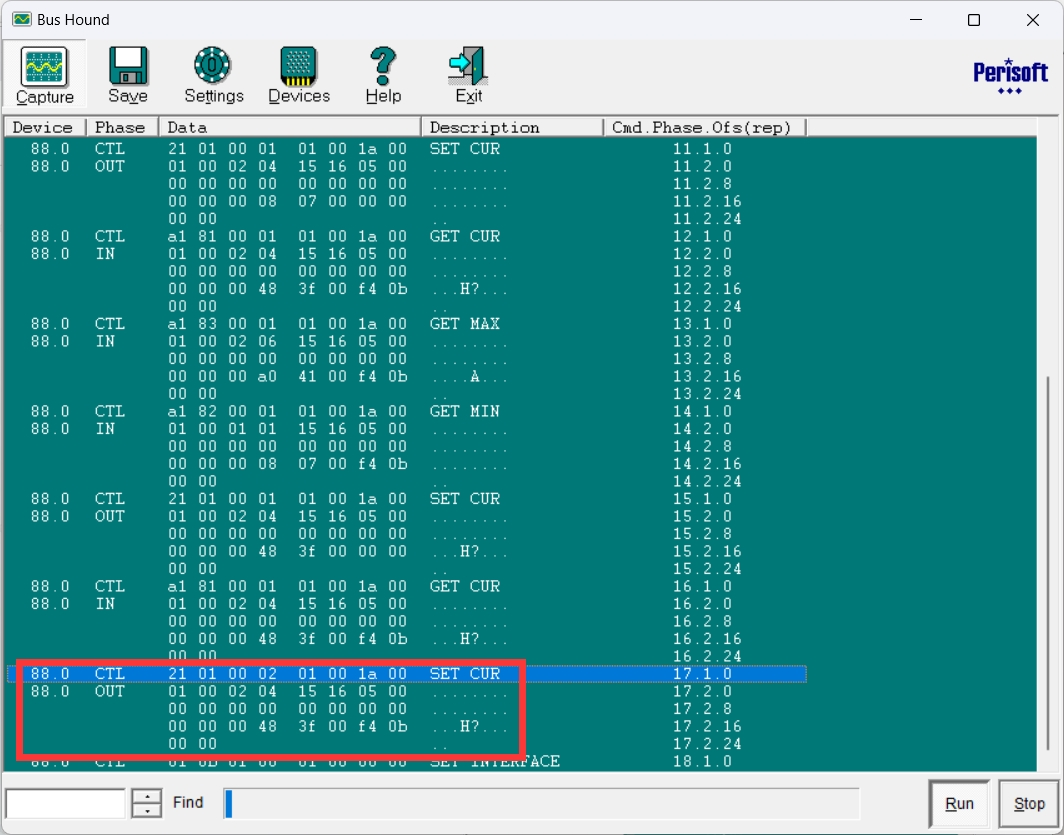 Bus Hound
Capture Save Settings Devices Help Exit Perisoft
Device Phase Data Description Cmd.Phase.Ofs(rep)
88.0 CTL 21 01 00 01 01 00 1a 00 SET CUR 11.1.0
88.0 OUT 01 00 02 04 15 16 05 00 ........ 11.2.0
00 00 00 00 00 00 00 00 ........ 11.2.8
00 00 00 08 07 00 00 00 ........ 11.2.16
00 00 .. 11.2.24
88.0 CTL a1 81 00 01 01 00 1a 00 GET CUR 12.1.0
88.0 IN 01 00 02 04 15 16 05 00 ........ 12.2.0
00 00 00 00 00 00 00 00 ........ 12.2.8
00 00 00 48 3f 00 f4 0b ...H?... 12.2.16
00 00 .. 12.2.24
88.0 CTL a1 83 00 01 01 00 1a 00 GET MAX 13.1.0
88.0 IN 01 00 02 06 15 16 05 00 ........ 13.2.0
00 00 00 00 00 00 00 00 ........ 13.2.8
00 00 00 a0 41 00 f4 0b ....A... 13.2.16
00 00 .. 13.2.24
88.0 CTL a1 82 00 01 01 00 1a 00 GET MIN 14.1.0
88.0 IN 01 00 01 01 15 16 05 00 ........ 14.2.0
00 00 00 00 00 00 00 00 ........ 14.2.8
00 00 00 08 07 00 f4 0b ........ 14.2.16
00 00 .. 14.2.24
88.0 CTL 21 01 00 01 01 00 1a 00 SET CUR 15.1.0
88.0 OUT 01 00 02 04 15 16 05 00 ........ 15.2.0
00 00 00 00 00 00 00 00 ........ 15.2.8
00 00 00 48 3f 00 00 00 ...H?... 15.2.16
00 00 .. 15.2.24
88.0 CTL a1 81 00 01 01 00 1a 00 GET CUR 16.1.0
88.0 IN 01 00 02 04 15 16 05 00 ........ 16.2.0
00 00 00 00 00 00 00 00 ........ 16.2.8
00 00 00 48 3f 00 f4 0b ...H?... 16.2.16
00 00 .. 16.2.24
88.0 CTL 21 01 00 02 01 00 1a 00 SET CUR 17.1.0
88.0 OUT 01 00 02 04 15 16 05 00 ........ 17.2.0
00 00 00 00 00 00 00 00 ........ 17.2.8
00 00 00 48 3f 00 f4 0b ...H?... 17.2.16
00 00 .. 17.2.24
88.0 CTL 01 0b 01 00 01 00 00 00 SET INTERFACE 18.1.0
Find Run Stop